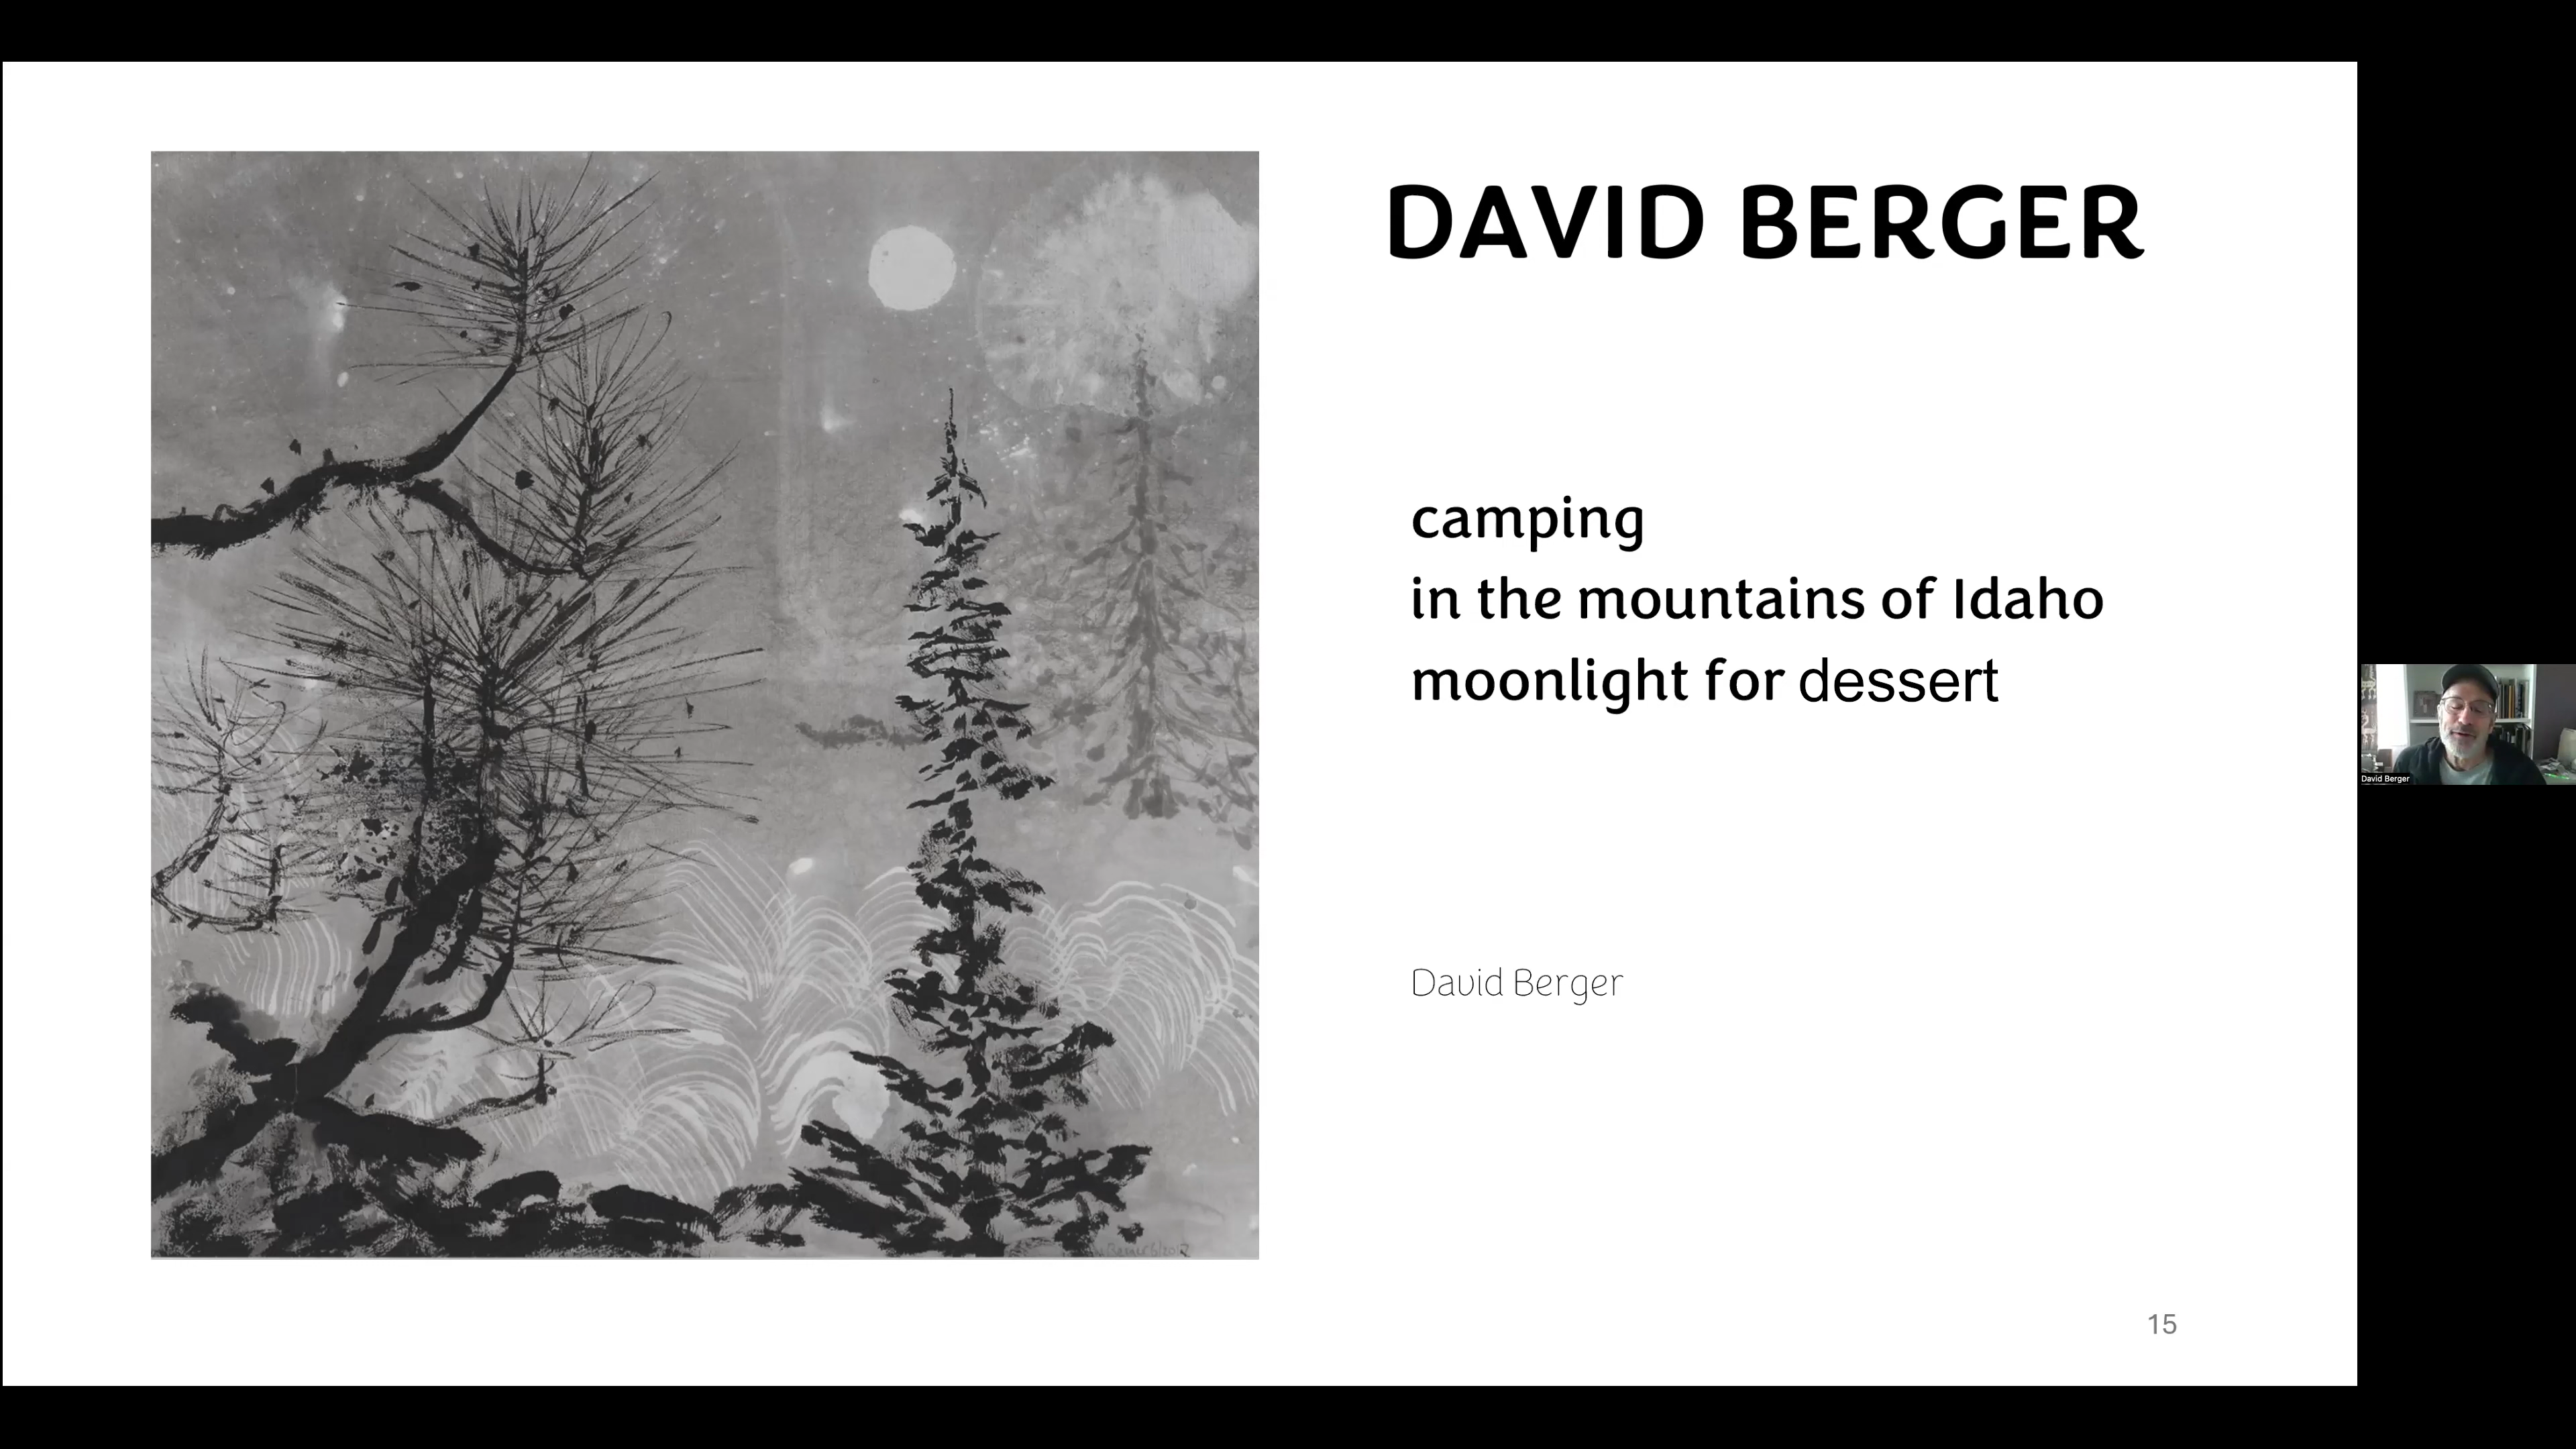 DAVID BERGER
camping
in the mountains of Idaho
moonlight for dessert
David Berger
15
David Berger